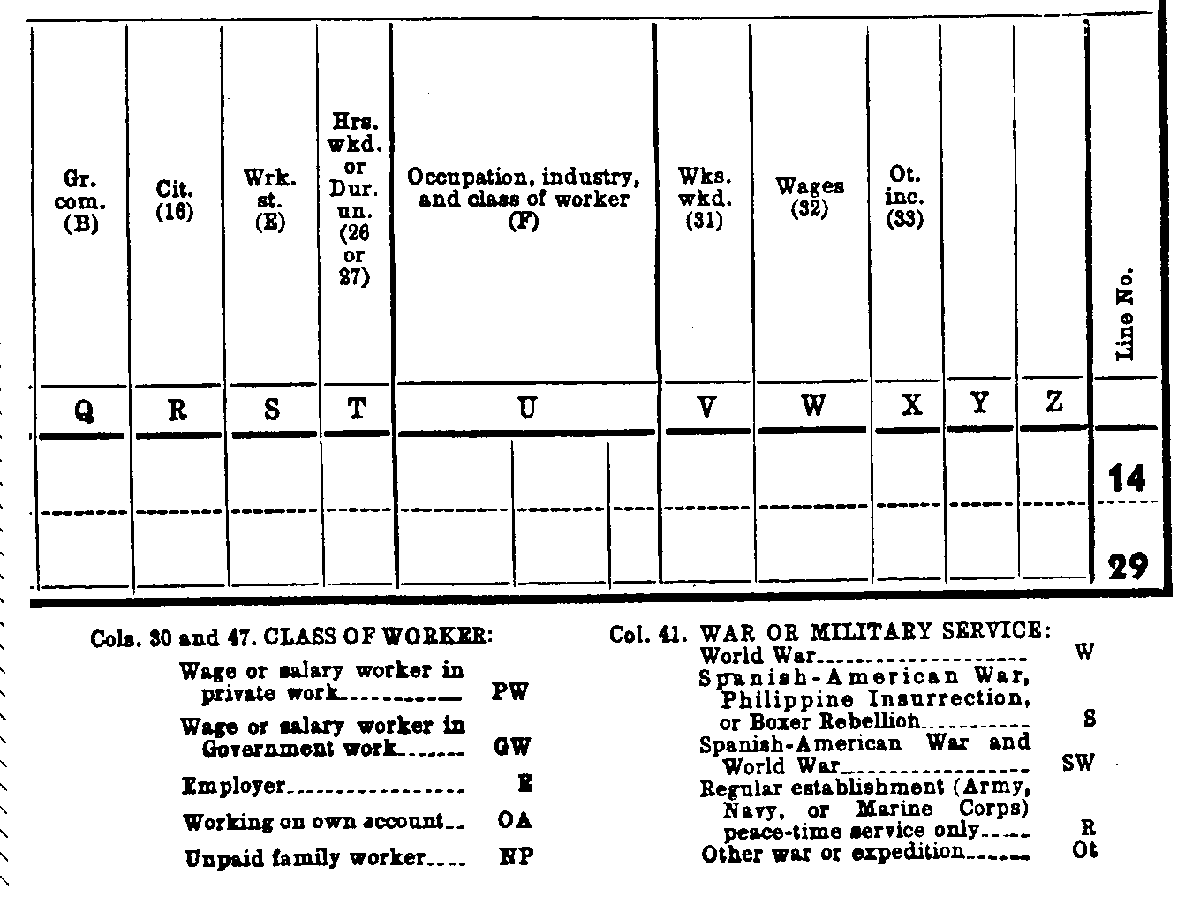 Gr.
com.
(B)
Cit.
(16)
Wrk.
st.
(E)
Hrs.
wkd.
or
Dur.
un.
(26
or
27)
Occupation, industry,
and class of worker
(F)
Wks.
wkd.
(31)
Wages
(32)
Ot.
inc.
(33)
Line No.
Q R S T U V W X Y Z
14
29
Cols. 30 and 47. CLASS OF WORKER:
Wage or salary worker in
private work............ PW
Wage or salary worker in
Government work....... GW
Employer.................. E
Working on own account.. OA
Unpaid family worker.... NP
Col. 41. WAR OR MILITARY SERVICE:
World War..................... W
Spanish-American War,
Philippine Insurrection,
or Boxer Rebellion........... S
Spanish-American War and
World War................... SW
Regular establishment (Army,
Navy, or Marine Corps)
peace-time service only..... R
Other war or expedition...... Ot